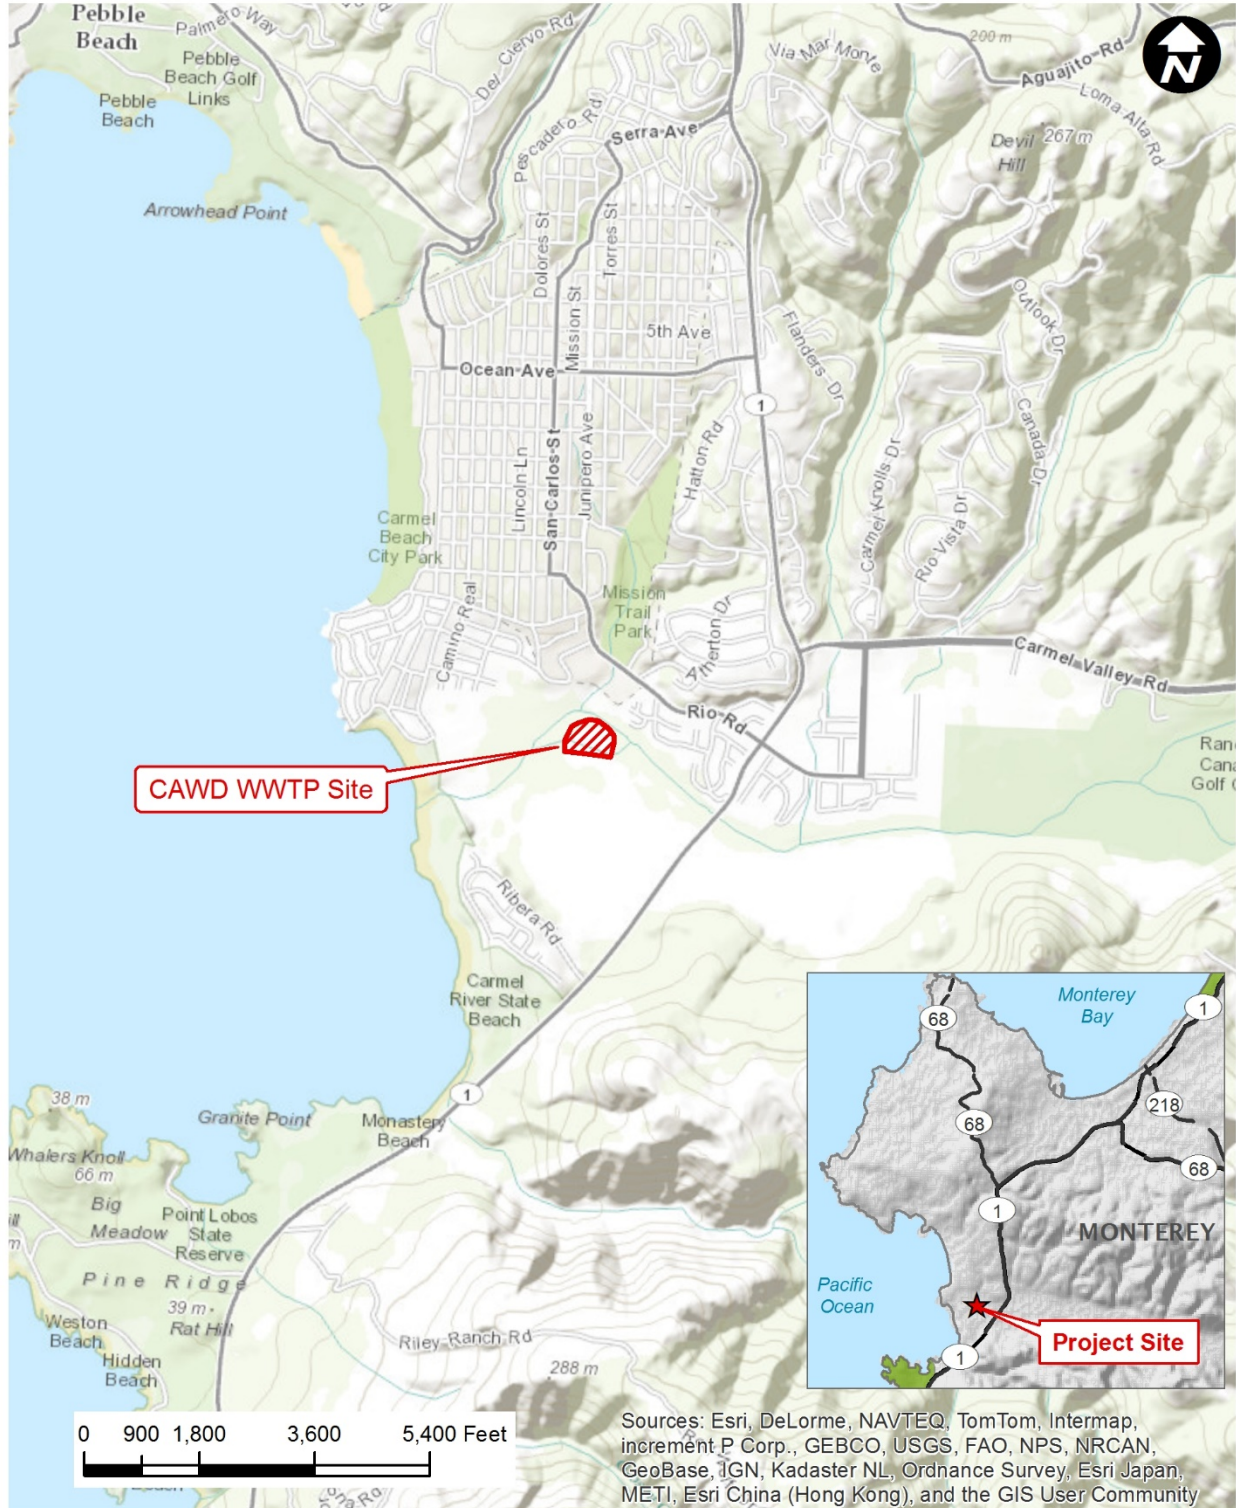 Pebble
Beach
Palmero Way
Pebble
Beach Golf
Links
Pebble
Beach
Del Ciervo Rd
Pescadero Rd
Serra Ave
Via Mar Monte
200 m
Aguajito Rd
Loma Alta Rd
N
Devil
Hill
267 m
Arrowhead Point
Dolores St
Torres St
Mission St
5th Ave
Flanders Dr
Outlook Dr
Ocean Ave
1
Lincoln Ln
San Carlos St
Junipero Ave
Hatton Rd
Canada Dr
Carmel Knolls Dr
Rio Vista Dr
Carmel
Beach
City Park
Mission
Trail
Park
Camino Real
Atherton Dr
Carmel Valley Rd
Rio Rd
CAWD WWTP Site
Ran
Cana
Golf
Ribera Rd
Carmel
River State
Beach
1
38 m
Granite Point
Monastery
Beach
Whalers Knoll
66 m
Big
Meadow
Point Lobos
State
Reserve
Pine Ridge
39 m
Rat Hill
Weston
Beach
Hidden
Beach
Riley Ranch Rd
288 m
Monterey
Bay
68
1
218
68
68
1
MONTEREY
Pacific
Ocean
Project Site
1
0 900 1,800 3,600 5,400 Feet
Sources: Esri, DeLorme, NAVTEQ, TomTom, Intermap,
increment P Corp., GEBCO, USGS, FAO, NPS, NRCAN,
GeoBase, IGN, Kadaster NL, Ordnance Survey, Esri Japan,
METI, Esri China (Hong Kong), and the GIS User Community